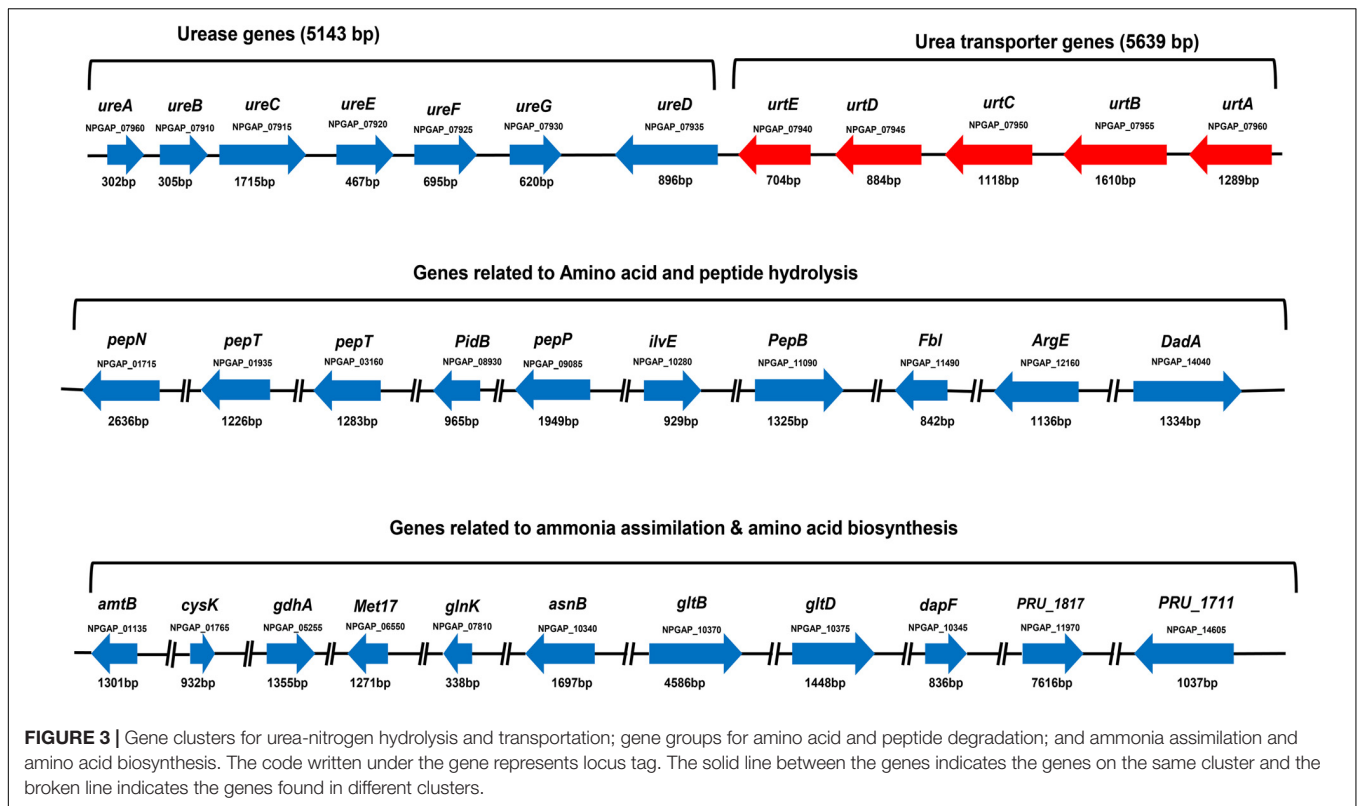 Urease genes (5143 bp)
Urea transporter genes (5639 bp)
ureA ureB ureC ureE ureF ureG ureD urtE urtD urtC urtB urtA
NPGAP_07960 NPGAP_07910 NPGAP_07915 NPGAP_07920 NPGAP_07925 NPGAP_07930 NPGAP_07935 NPGAP_07940 NPGAP_07945 NPGAP_07950 NPGAP_07955 NPGAP_07960
302bp 305bp 1715bp 467bp 695bp 620bp 896bp 704bp 884bp 1118bp 1610bp 1289bp
Genes related to Amino acid and peptide hydrolysis
pepN pepT pepT PidB pepP ilvE PepB Fbl ArgE DadA
NPGAP_01715 NPGAP_01935 NPGAP_03160 NPGAP_08930 NPGAP_09085 NPGAP_10280 NPGAP_11090 NPGAP_11490 NPGAP_12160 NPGAP_14040
2636bp 1226bp 1283bp 965bp 1949bp 929bp 1325bp 842bp 1136bp 1334bp
Genes related to ammonia assimilation & amino acid biosynthesis
amtB cysK gdhA Met17 glnK asnB gltB gltD dapF PRU_1817 PRU_1711
NPGAP_01135 NPGAP_01765 NPGAP_05255 NPGAP_06550 NPGAP_07810 NPGAP_10340 NPGAP_10370 NPGAP_10375 NPGAP_10345 NPGAP_11970 NPGAP_14605
1301bp 932bp 1355bp 1271bp 338bp 1697bp 4586bp 1448bp 836bp 7616bp 1037bp
FIGURE 3 | Gene clusters for urea-nitrogen hydrolysis and transportation; gene groups for amino acid and peptide degradation; and ammonia assimilation and
amino acid biosynthesis. The code written under the gene represents locus tag. The solid line between the genes indicates the genes on the same cluster and the
broken line indicates the genes found in different clusters.